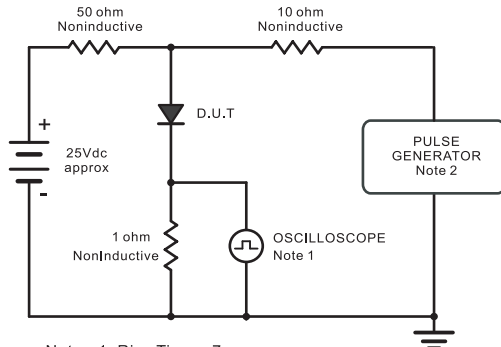 50 ohm
Noninductive
10 ohm
Noninductive
D.U.T
+
25Vdc
approx
-
PULSE
GENERATOR
Note 2
1 ohm
NonInductive
OSCILLOSCOPE
Note 1